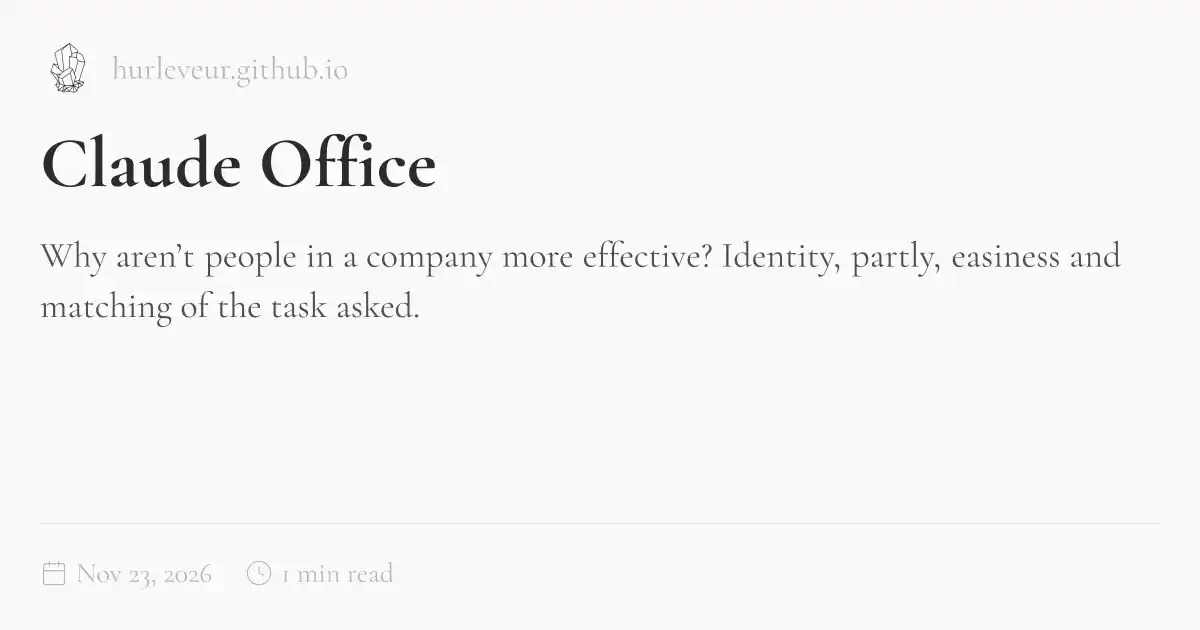 hurleveur.github.io
Claude Office
Why aren’t people in a company more effective? Identity, partly, easiness and
matching of the task asked.
Nov 23, 2026 1 min read